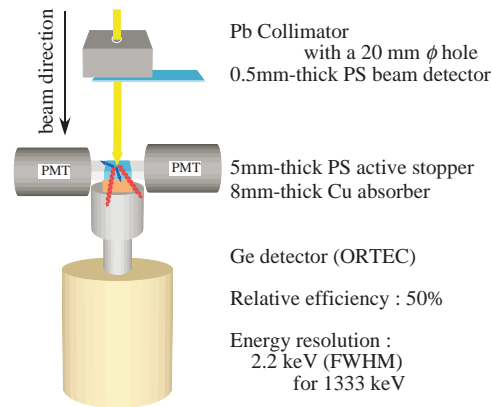 beam direction
Pb Collimator
with a 20 mm ϕ hole
0.5mm-thick PS beam detector
PMT
PMT
5mm-thick PS active stopper
8mm-thick Cu absorber
Ge detector (ORTEC)
Relative efficiency : 50%
Energy resolution :
2.2 keV (FWHM)
for 1333 keV